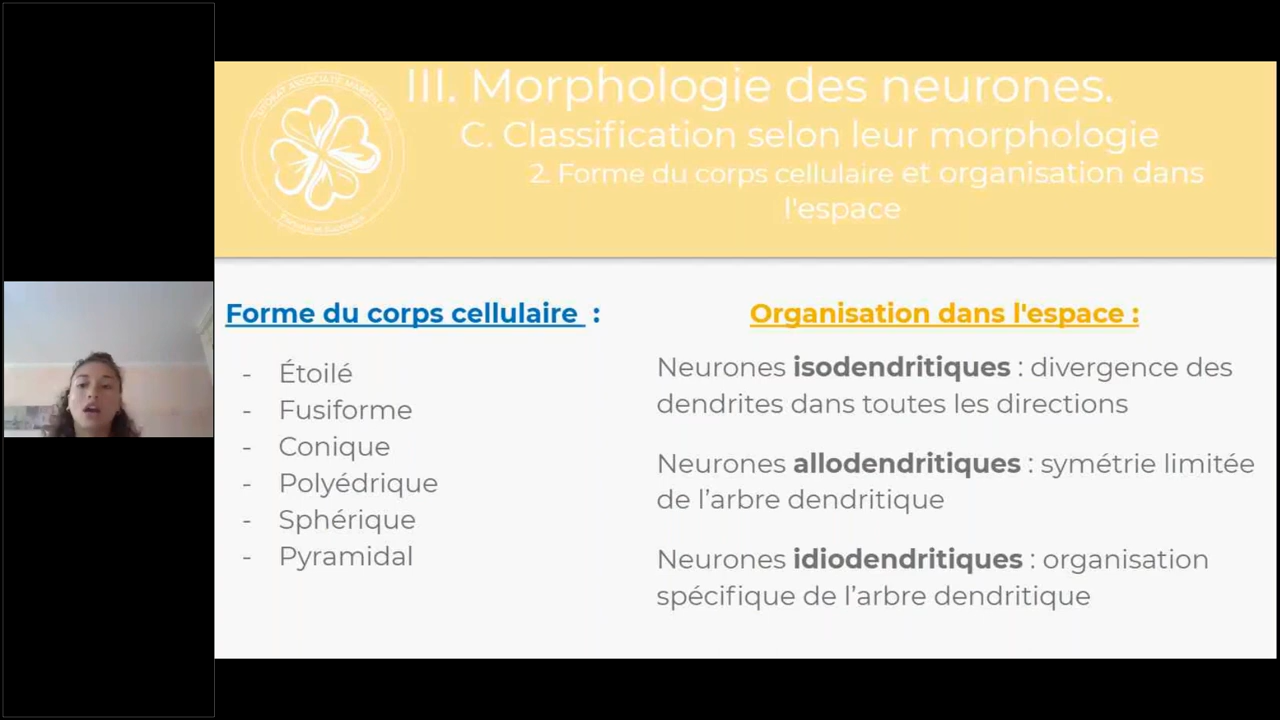 III. Morphologie des neurones.
C. Classification selon leur morphologie
2. Forme du corps cellulaire et organisation dans
l'espace
Forme du corps cellulaire :
- Étoilé
- Fusiforme
- Conique
- Polyédrique
- Sphérique
- Pyramidal
Organisation dans l'espace :
Neurones isodendritiques : divergence des
dendrites dans toutes les directions
Neurones allodendritiques : symétrie limitée
de l’arbre dendritique
Neurones idiodendritiques : organisation
spécifique de l’arbre dendritique